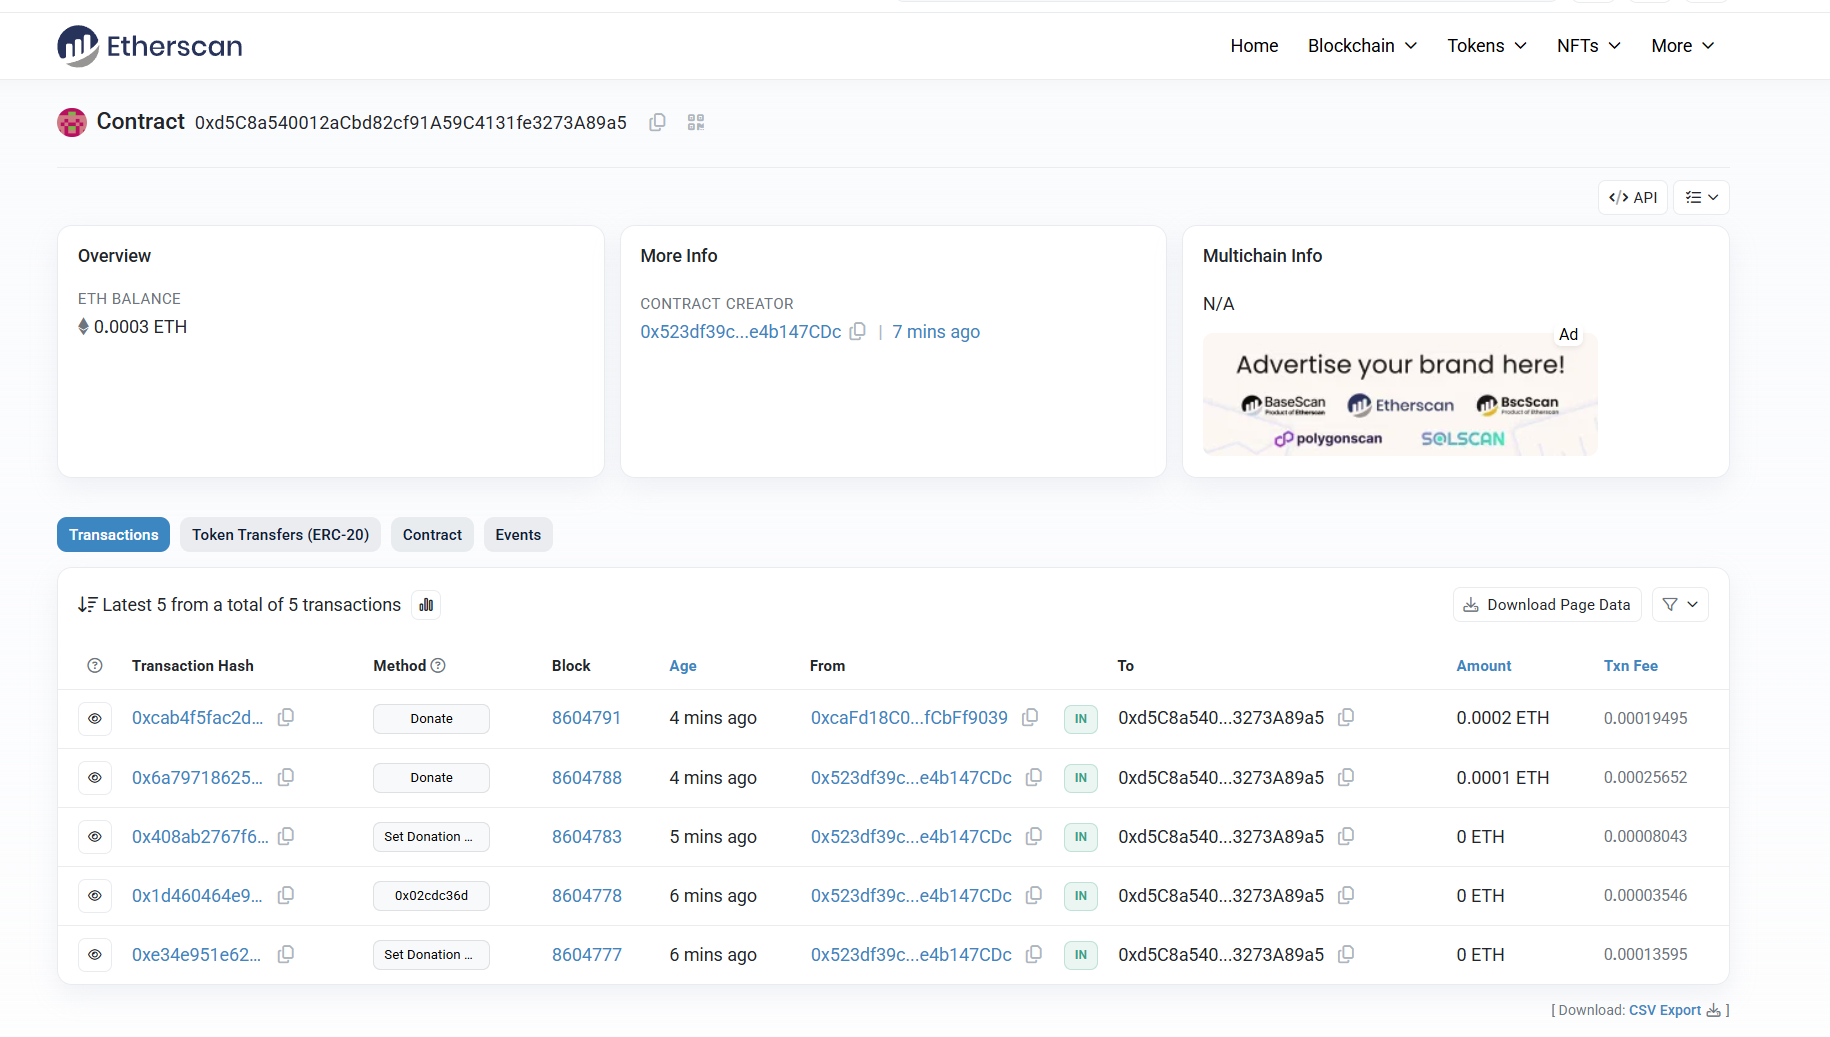 Etherscan
Home Blockchain Tokens NFTs More
Contract 0xd5C8a540012aCbd82cf91A59C4131fe3273A89a5
</> API
Overview
ETH BALANCE
0.0003 ETH
More Info
CONTRACT CREATOR
0x523df39c...e4b147CDc | 7 mins ago
Multichain Info
N/A
Ad
Advertise your brand here!
BaseScan Product of Etherscan Etherscan BscScan Product of Etherscan
polygonscan SOLSCAN
Transactions Token Transfers (ERC-20) Contract Events
Latest 5 from a total of 5 transactions Download Page Data
? Transaction Hash Method ? Block Age From To Amount Txn Fee
0xcab4f5fac2d... Donate 8604791 4 mins ago 0xcaFd18C0...fCbFf9039 IN 0xd5C8a540...3273A89a5 0.0002 ETH 0.00019495
0x6a79718625... Donate 8604788 4 mins ago 0x523df39c...e4b147CDc IN 0xd5C8a540...3273A89a5 0.0001 ETH 0.00025652
0x408ab2767f6... Set Donation ... 8604783 5 mins ago 0x523df39c...e4b147CDc IN 0xd5C8a540...3273A89a5 0 ETH 0.00008043
0x1d460464e9... 0x02cdc36d 8604778 6 mins ago 0x523df39c...e4b147CDc IN 0xd5C8a540...3273A89a5 0 ETH 0.00003546
0xe34e951e62... Set Donation ... 8604777 6 mins ago 0x523df39c...e4b147CDc IN 0xd5C8a540...3273A89a5 0 ETH 0.00013595
[ Download: CSV Export ]